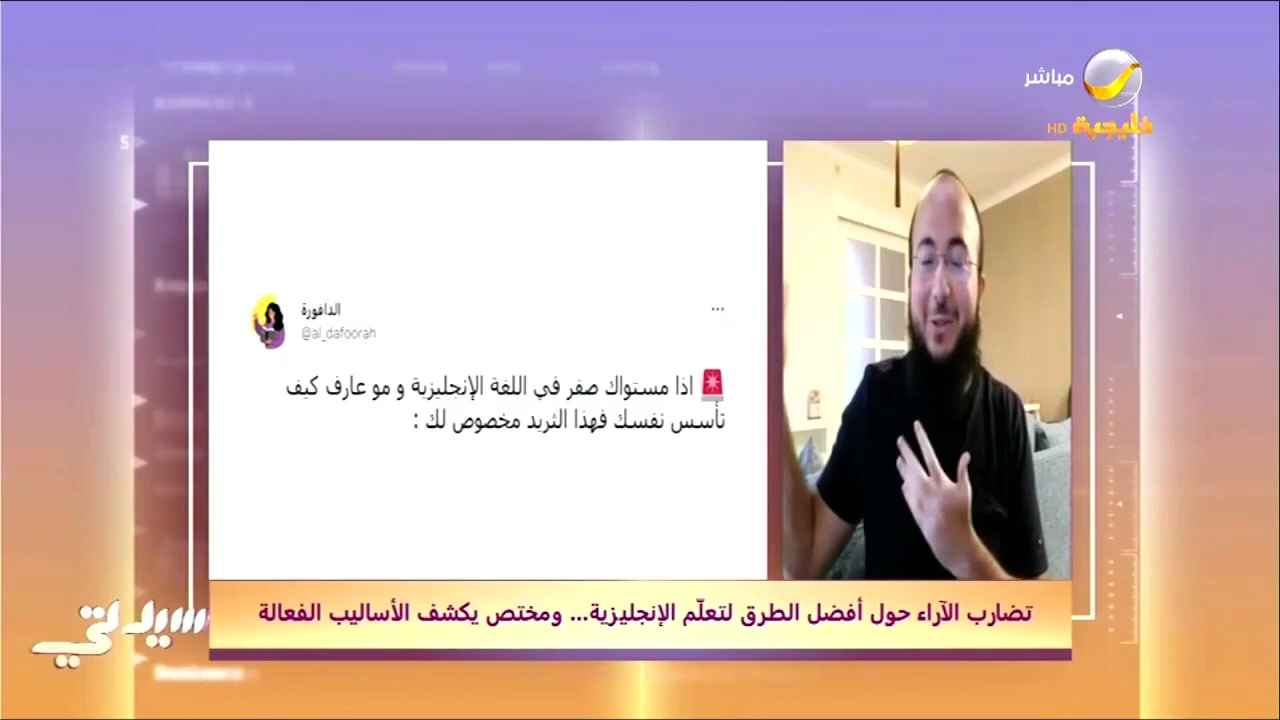 مباشر
خليجية HD
5
الدافورة
@al_dafoorah
اذا مستواك صفر في اللغة الإنجليزية و مو عارف كيف
تأسس نفسك فهذا الثريد مخصوص لك :
تضارب الآراء حول أفضل الطرق لتعلّم الإنجليزية... ومختص يكشف الأساليب الفعالة
سيدتي